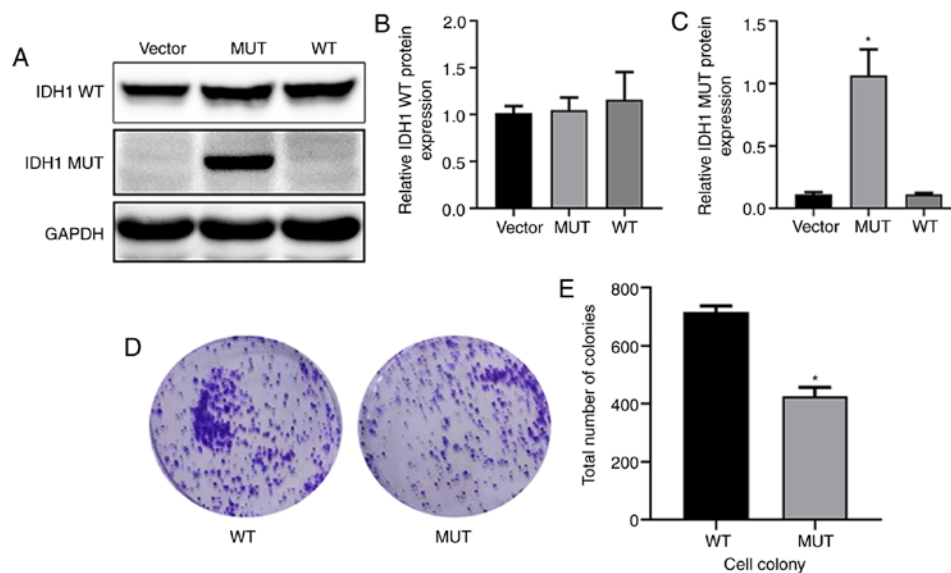 A
Vector MUT WT
IDH1 WT
IDH1 MUT
GAPDH
B
Relative IDH1 WT protein
expression
2.0
1.5
1.0
0.5
0.0
Vector MUT WT
C
Relative IDH1 MUT protein
expression
1.5
1.0
0.5
0.0
*
Vector MUT WT
D
WT MUT
E
Total number of colonies
800
600
400
200
0
*
WT MUT
Cell colony